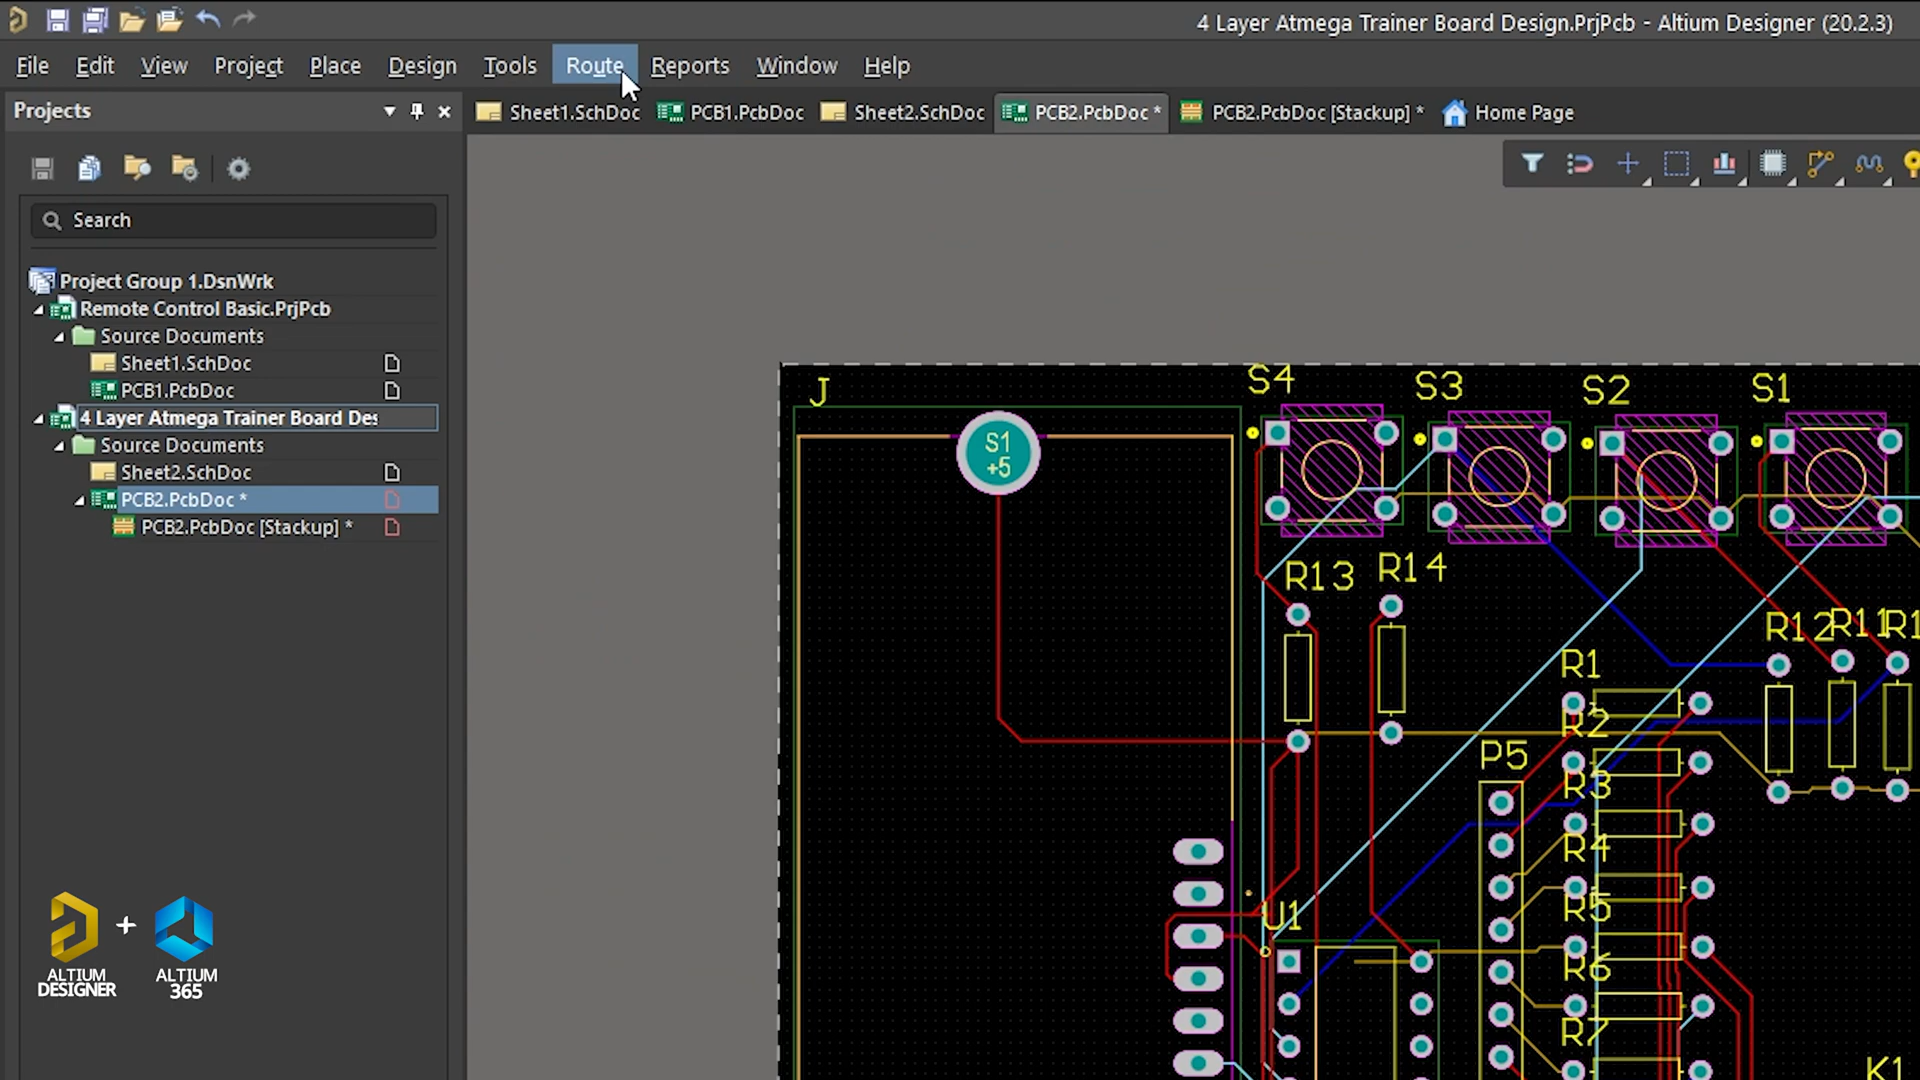 4 Layer Atmega Trainer Board Design.PrjPcb - Altium Designer (20.2.3)
File Edit View Project Place Design Tools Route Reports Window Help
Projects
Sheet1.SchDoc PCB1.PcbDoc Sheet2.SchDoc PCB2.PcbDoc * PCB2.PcbDoc [Stackup] * Home Page
Search
Project Group 1.DsnWrk
Remote Control Basic.PrjPcb
Source Documents
Sheet1.SchDoc
PCB1.PcbDoc
4 Layer Atmega Trainer Board Des
Source Documents
Sheet2.SchDoc
PCB2.PcbDoc *
PCB2.PcbDoc [Stackup] *
J S4 S3 S2 S1
S1
+5
R13 R14
R12 R11 R1
R1
R2
P5
R3
R4
R5
U1
R6
R7
K1
+
ALTIUM
DESIGNER
ALTIUM
365